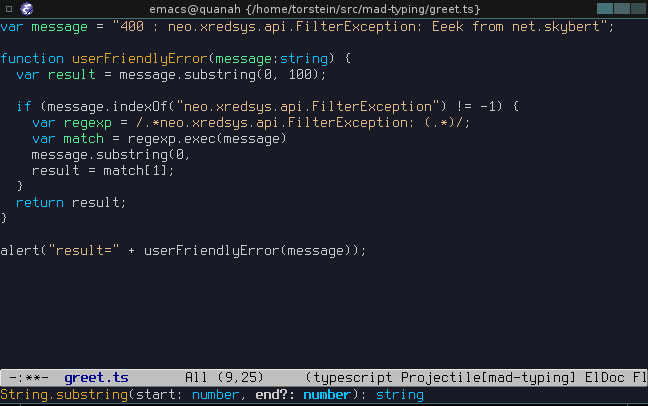 emacs@quanah {/home/torstein/src/mad-typing/greet.ts}
var message = "400 : neo.xredsys.api.FilterException: Eeek from net.skybert";
function userFriendlyError(message:string) {
  var result = message.substring(0, 100);
  if (message.indexOf("neo.xredsys.api.FilterException") != -1) {
    var regexp = /.*neo.xredsys.api.FilterException: (.*)/;
    var match = regexp.exec(message)
    message.substring(0,
    result = match[1];
  }
  return result;
}
alert("result=" + userFriendlyError(message));
-:**-  greet.ts       All (9,25)     (typescript Projectile[mad-typing] ElDoc Fl
String.substring(start: number, end?: number): string